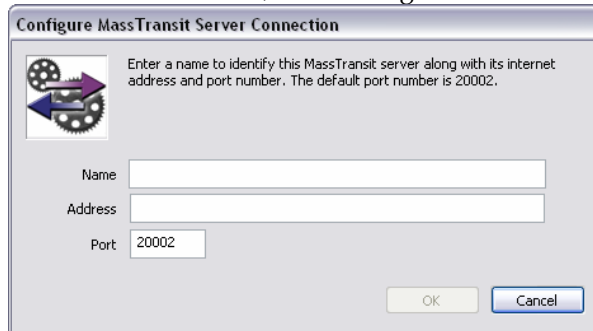 Configure MassTransit Server Connection
Enter a name to identify this MassTransit server along with its internet
address and port number. The default port number is 20002.
Name
Address
Port 20002
OK Cancel